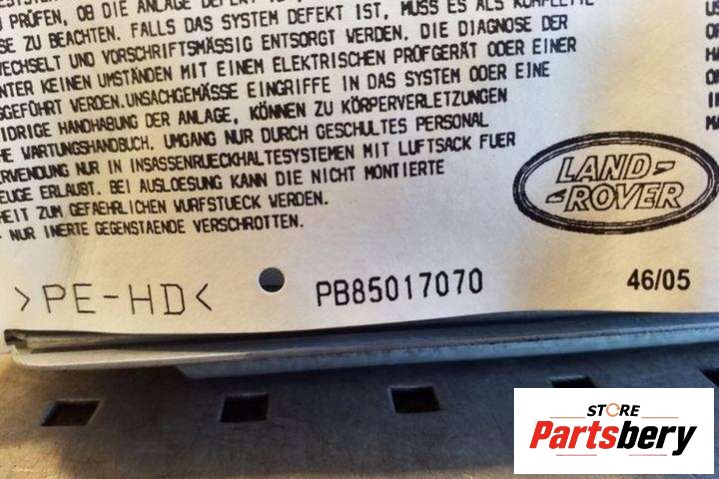 PRÜFEN, OB DIE ANLAGE DEFEKT
SE ZU BEACHTEN. FALLS DAS SYSTEM DEFEKT IST, MUSS ES ALS KOMPLETTE
WECHSELT UND VORSCHRIFTSMÄSSIG ENTSORGT WERDEN. DIE DIAGNOSE DER
UNTER KEINEN UMSTÄNDEN MIT EINEM ELEKTRISCHEN PRÜFGERÄT ODER EINER
SGEFÜHRT WERDEN.UNSACHGEMÄSSE EINGRIFFE IN DAS SYSTEM ODER EINE
IDRIGE HANDHABUNG DER ANLAGE, KÖNNEN ZU KÖRPERVERLETZUNGEN
HE WARTUNGSHANDBUCH. UMGANG NUR DURCH GESCHULTES PERSONAL
ERWENDUNG NUR IN INSASSENRUECKHALTESYSTEMEN MIT LUFTSACK FUER
EUGE ERLAUBT. BEI AUSLOESUNG KANN DIE NICHT MONTIERTE
HEIT ZUM GEFAEHRLICHEN WURFSTUECK WERDEN.
NUR INERTE GEGENSTAENDE VERSCHROTTEN.
LAND-
-ROVER
>PE-HD<
PB85017070
46/05
STORE
Partsbery